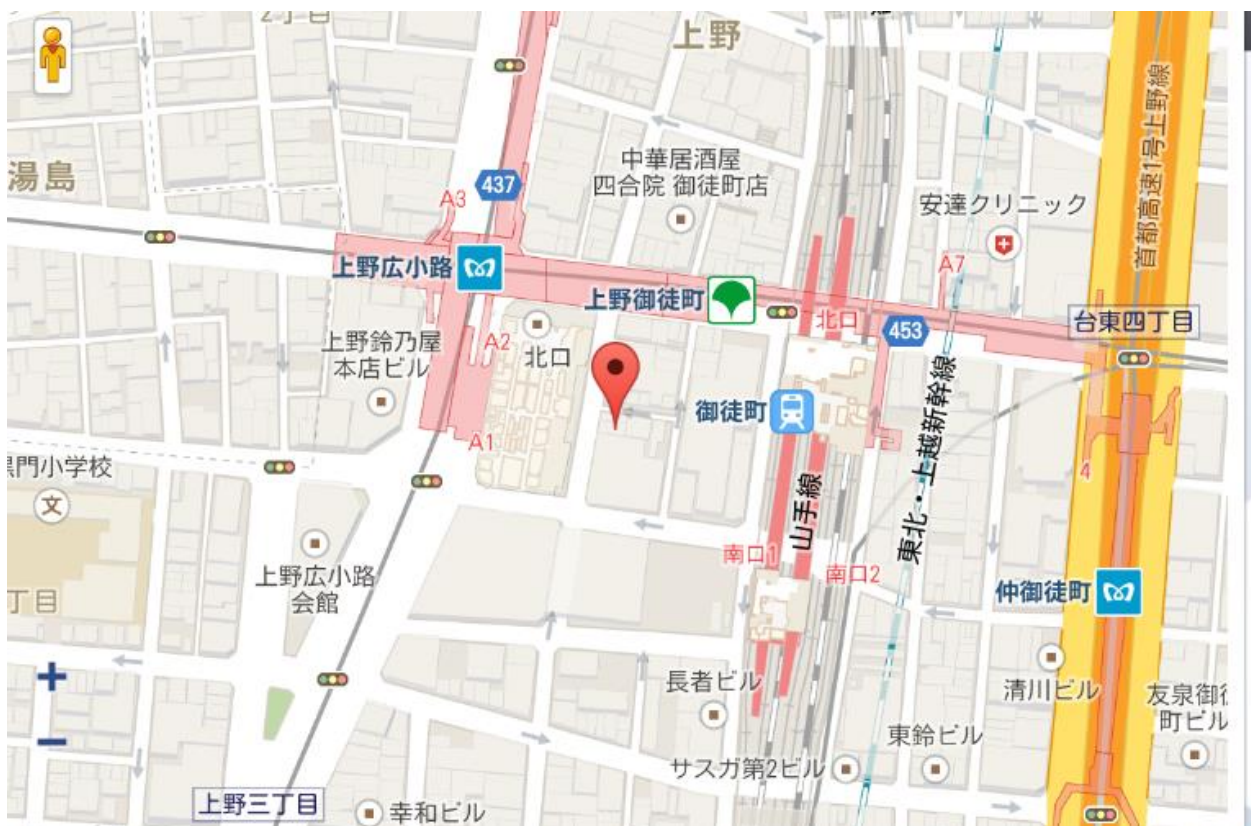 2丁目
上野
首都高速1号上野線
湯島
中華居酒屋
四合院 御徒町店
437
A3
安達クリニック
上野広小路
A7
上野御徒町
北口
453
台東四丁目
上野鈴乃屋
本店ビル
A2
北口
御徒町
東北・上越新幹線
A1
門小学校
文
4
山手線
南口1
南口2
上野広小路
会館
丁目
仲御徒町
長者ビル
清川ビル
友泉御徒
町ビル
東鈴ビル
サスガ第2ビル
上野三丁目
幸和ビル